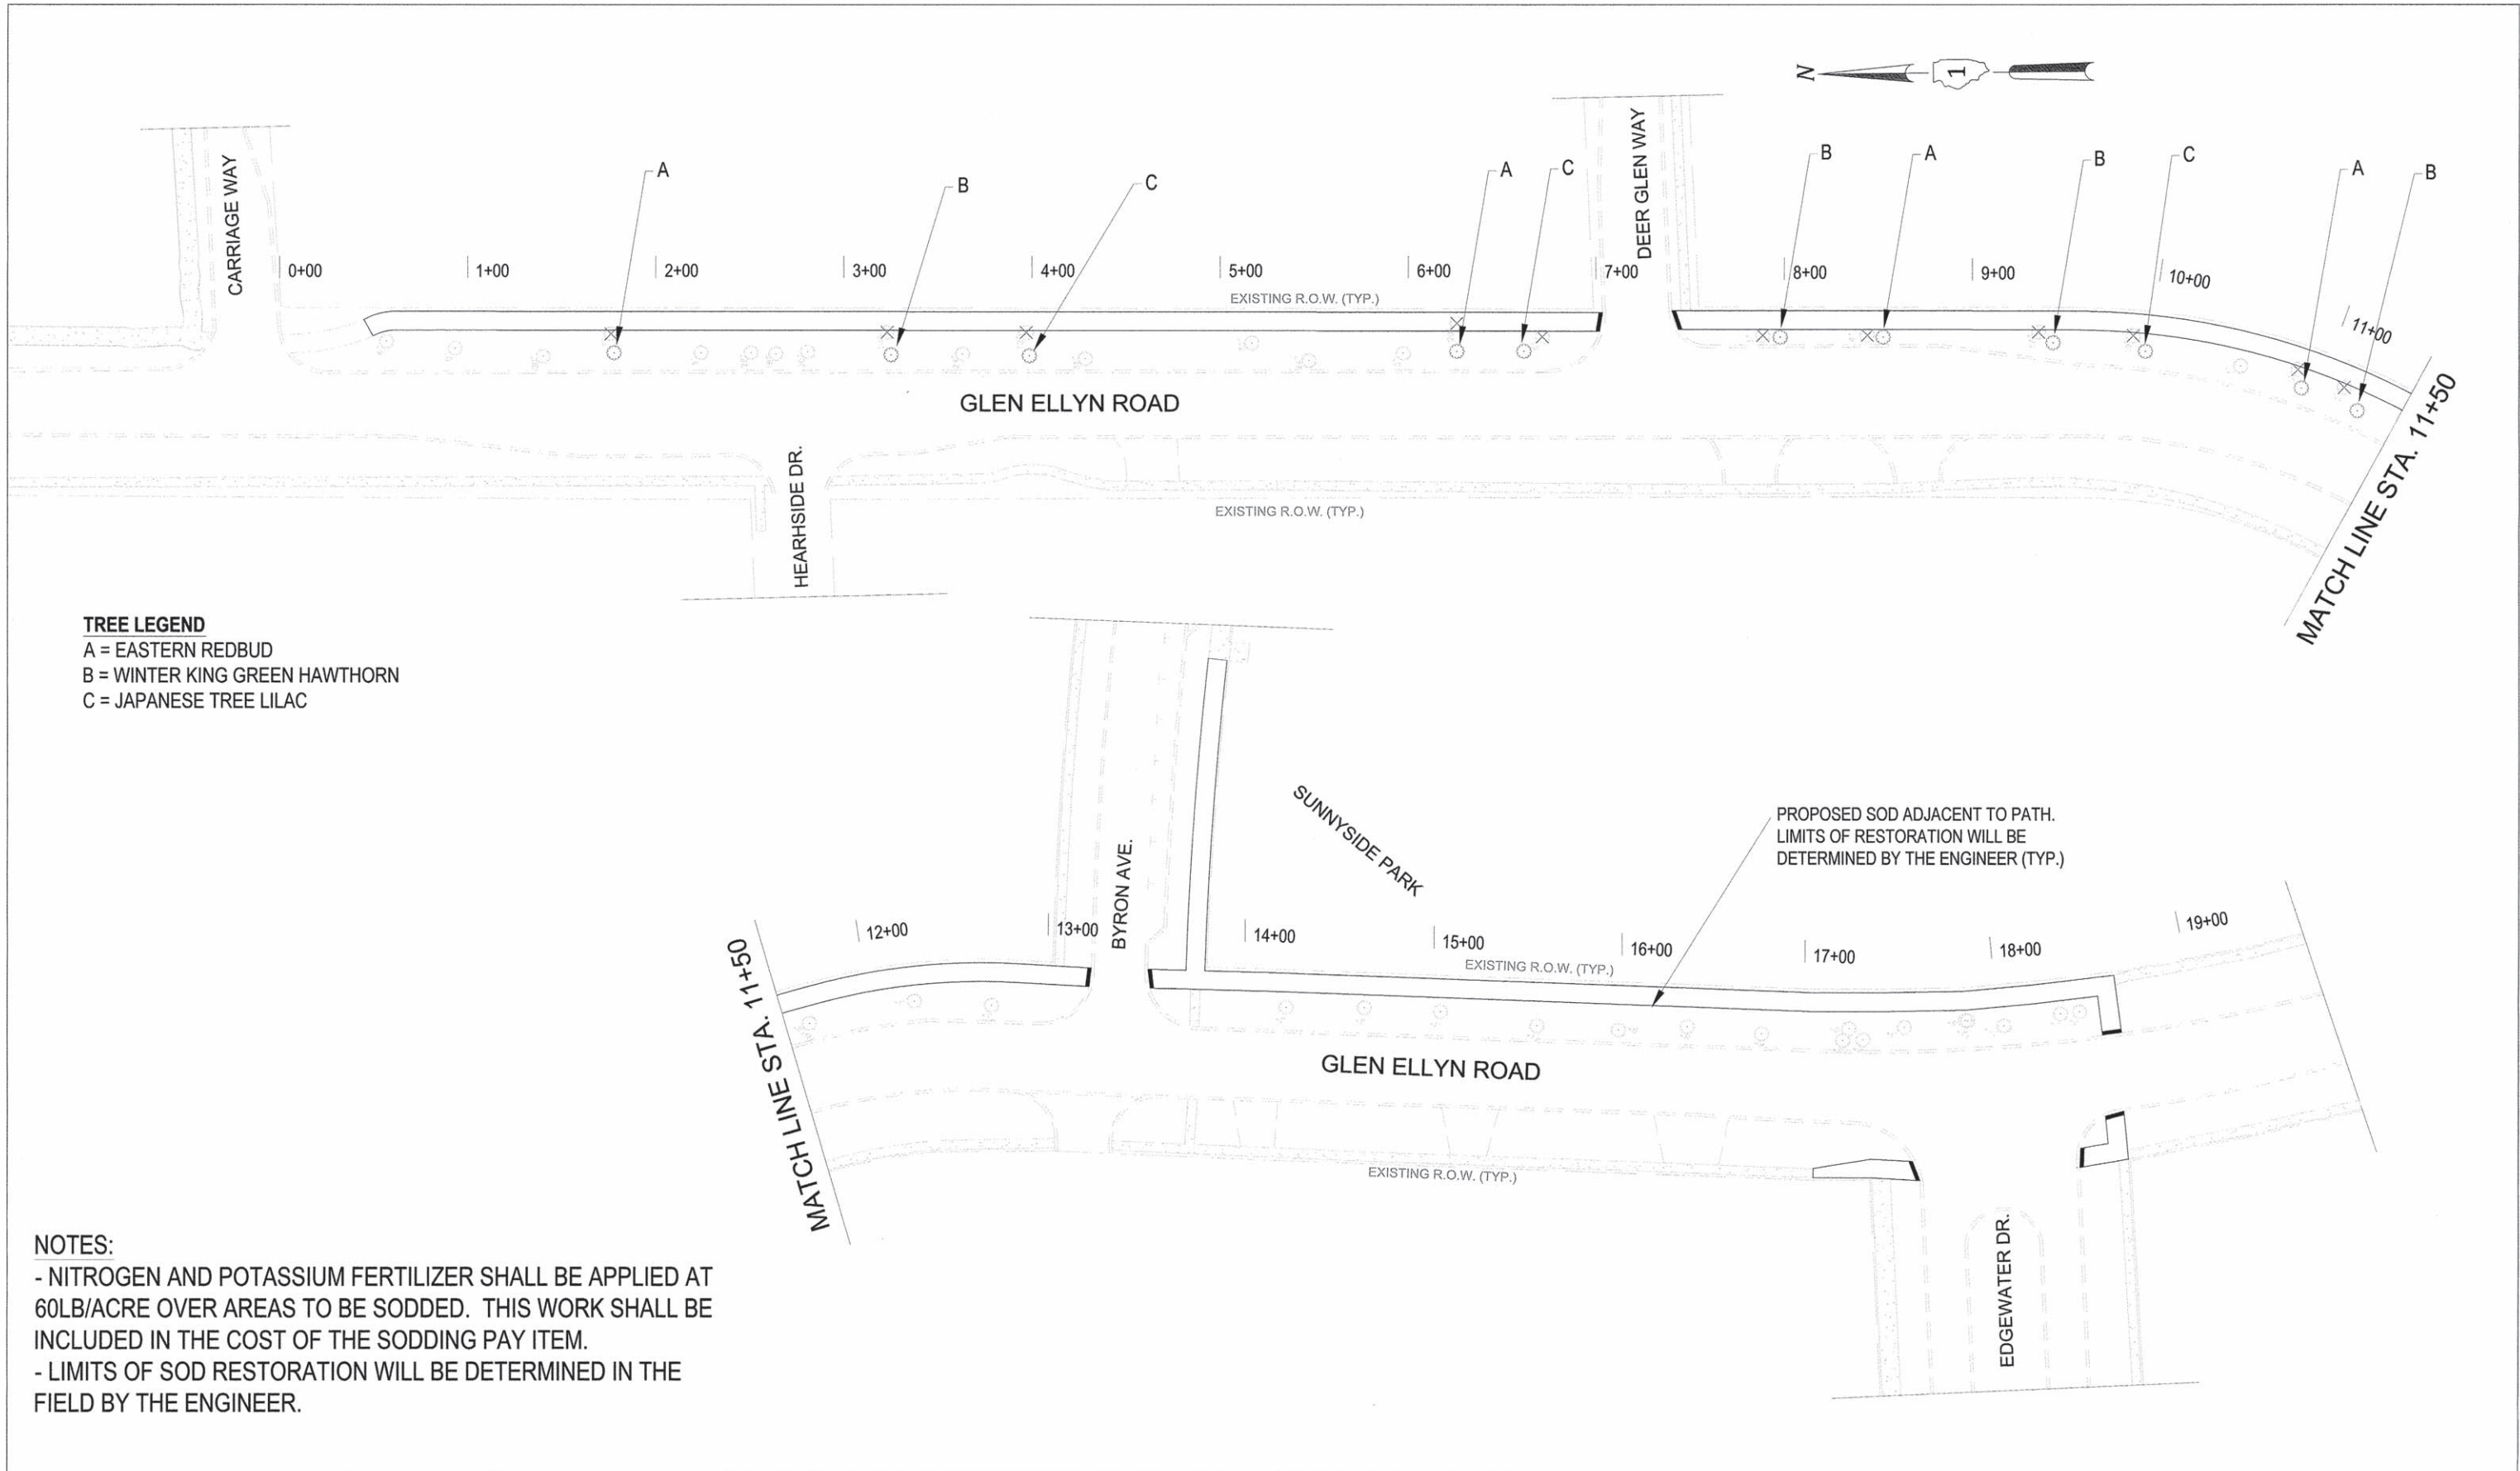 N
1
CARRIAGE WAY
DEER GLEN WAY
A
B
C
A
C
B
A
B
C
A
B
0+00
1+00
2+00
3+00
4+00
5+00
6+00
7+00
8+00
9+00
10+00
11+00
EXISTING R.O.W. (TYP.)
GLEN ELLYN ROAD
HEARHSIDE DR.
EXISTING R.O.W. (TYP.)
MATCH LINE STA. 11+50
TREE LEGEND
A = EASTERN REDBUD
B = WINTER KING GREEN HAWTHORN
C = JAPANESE TREE LILAC
SUNNYSIDE PARK
PROPOSED SOD ADJACENT TO PATH.
LIMITS OF RESTORATION WILL BE
DETERMINED BY THE ENGINEER (TYP.)
BYRON AVE.
MATCH LINE STA. 11+50
12+00
13+00
14+00
15+00
16+00
17+00
18+00
19+00
EXISTING R.O.W. (TYP.)
GLEN ELLYN ROAD
EXISTING R.O.W. (TYP.)
EDGEWATER DR.
NOTES:
- NITROGEN AND POTASSIUM FERTILIZER SHALL BE APPLIED AT
60LB/ACRE OVER AREAS TO BE SODDED.  THIS WORK SHALL BE
INCLUDED IN THE COST OF THE SODDING PAY ITEM.
- LIMITS OF SOD RESTORATION WILL BE DETERMINED IN THE
FIELD BY THE ENGINEER.